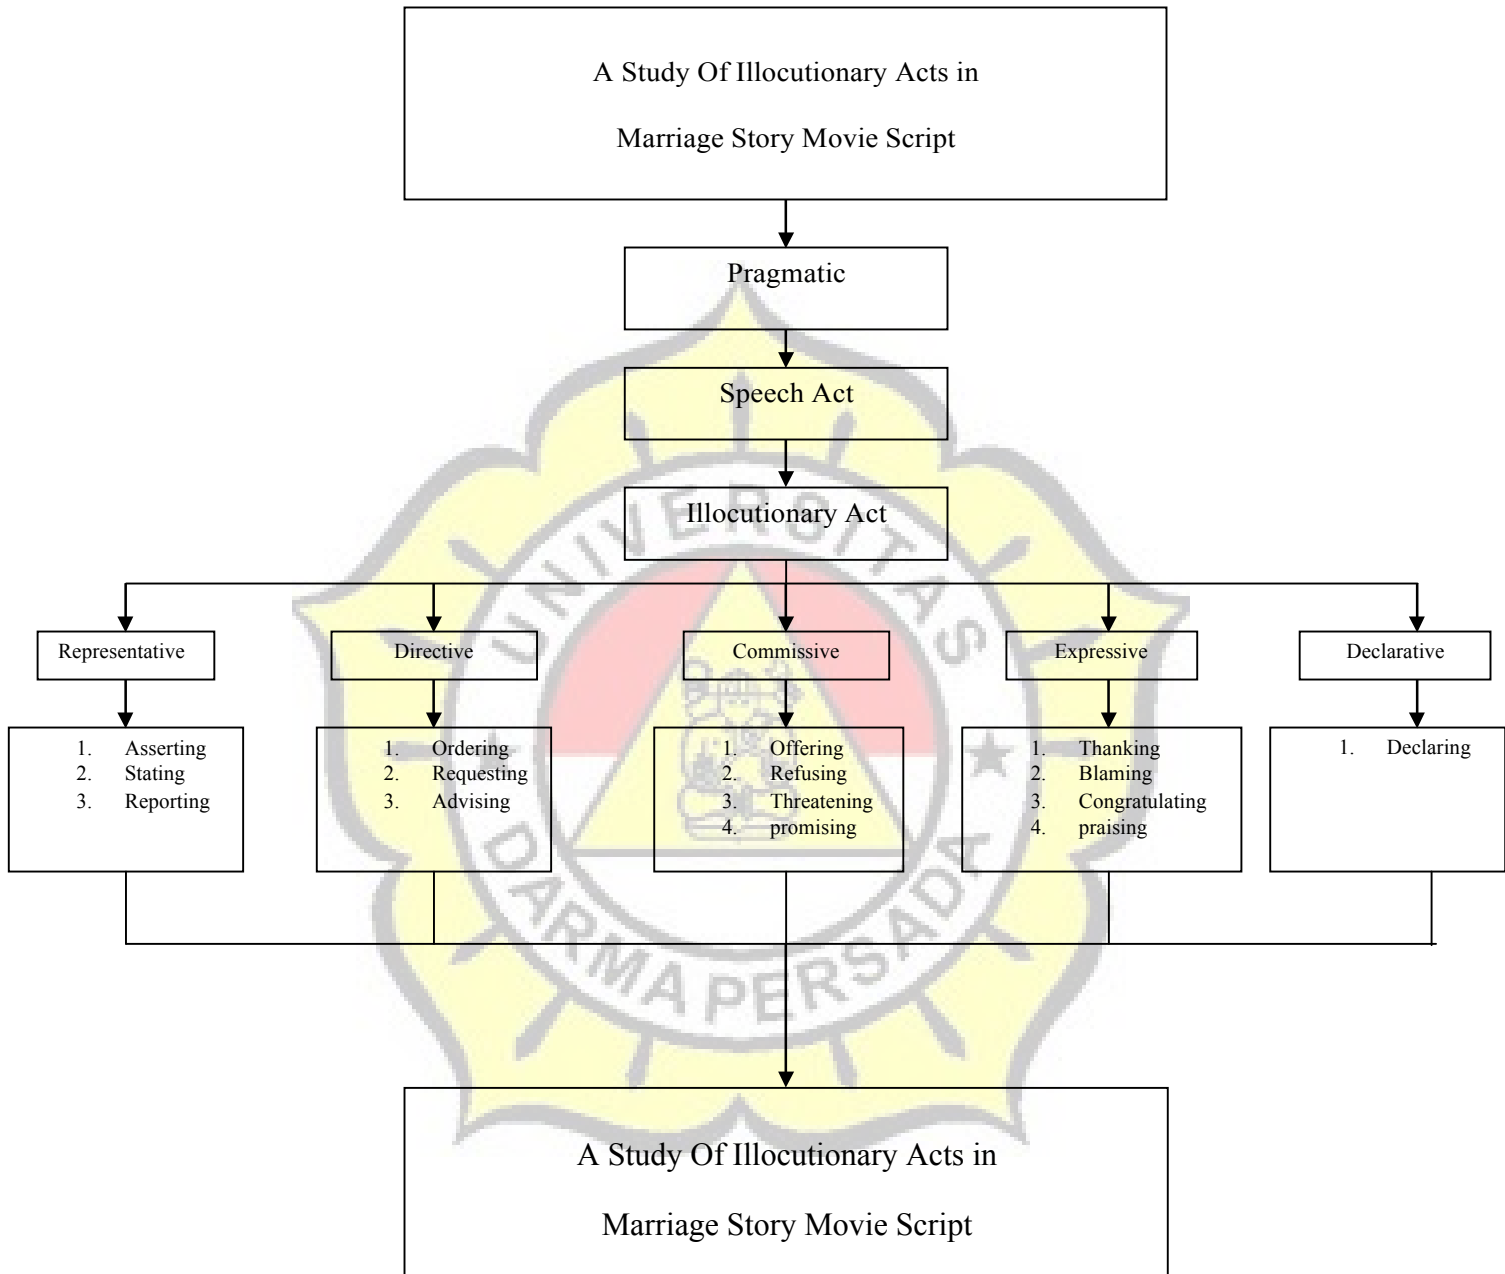 A Study Of Illocutionary Acts in
Marriage Story Movie Script
Pragmatic
Speech Act
Illocutionary Act
Representative
Directive
Commissive
Expressive
Declarative
1. Asserting
2. Stating
3. Reporting
1. Ordering
2. Requesting
3. Advising
1. Offering
2. Refusing
3. Threatening
4. promising
1. Thanking
2. Blaming
3. Congratulating
4. praising
1. Declaring
UNIVERSITAS
DARMA PERSADA
A Study Of Illocutionary Acts in
Marriage Story Movie Script